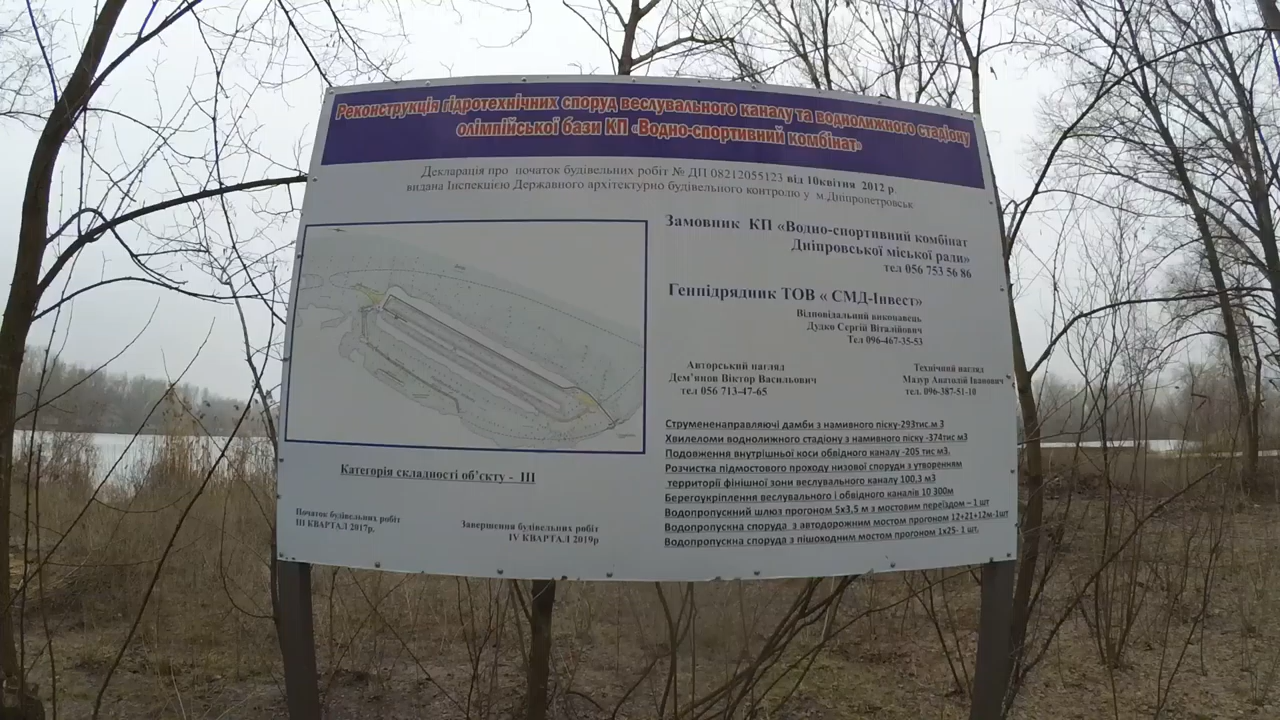 Реконструкція гідротехнічних споруд веслувального каналу та воднолижного стадіону
олімпійської бази КП «Водно-спортивний комбінат»
Декларація про початок будівельних робіт № ДП 08212055123 від 10квітня 2012 р.
видана Інспекцією Державного архітектурно будівельного контролю у м.Дніпропетровськ
Замовник КП «Водно-спортивний комбінат
Дніпровської міської ради»
тел 056 753 56 86
Генпідрядник ТОВ « СМД-Інвест»
Відповідальний виконавець
Дудко Сергій Віталійович
Тел 096-467-35-53
Авторський нагляд
Дем’янов Віктор Васильович
тел 056 713-47-65
Технічний нагляд
Мазур Анатолій Іванович
тел. 096-387-51-10
Струмененаправляючі дамби з намивного піску-293тис.м 3
Хвилеломи воднолижного стадіону з намивного піску -374тис м3
Подовження внутрішньої коси обвідного каналу -205 тис м3.
Розчистка підмостового проходу низової споруди з утворенням
території фінішної зони веслувального каналу 100,3 м3
Берегоукріплення веслувального і обвідного каналів 10 300м
Водопропускнний шлюз прогоном 5х3,5 м з мостовим переїздом – 1 шт
Водопропускна споруда з автодорожним мостом прогоном 12+21+12м-1шт
Водопропускна споруда з пішоходним мостом прогоном 1х25- 1 шт.
Категорія складності об’єкту - III
Початок будівельних робіт
III КВАРТАЛ 2017р.
Завершення будівельних робіт
IV КВАРТАЛ 2019р